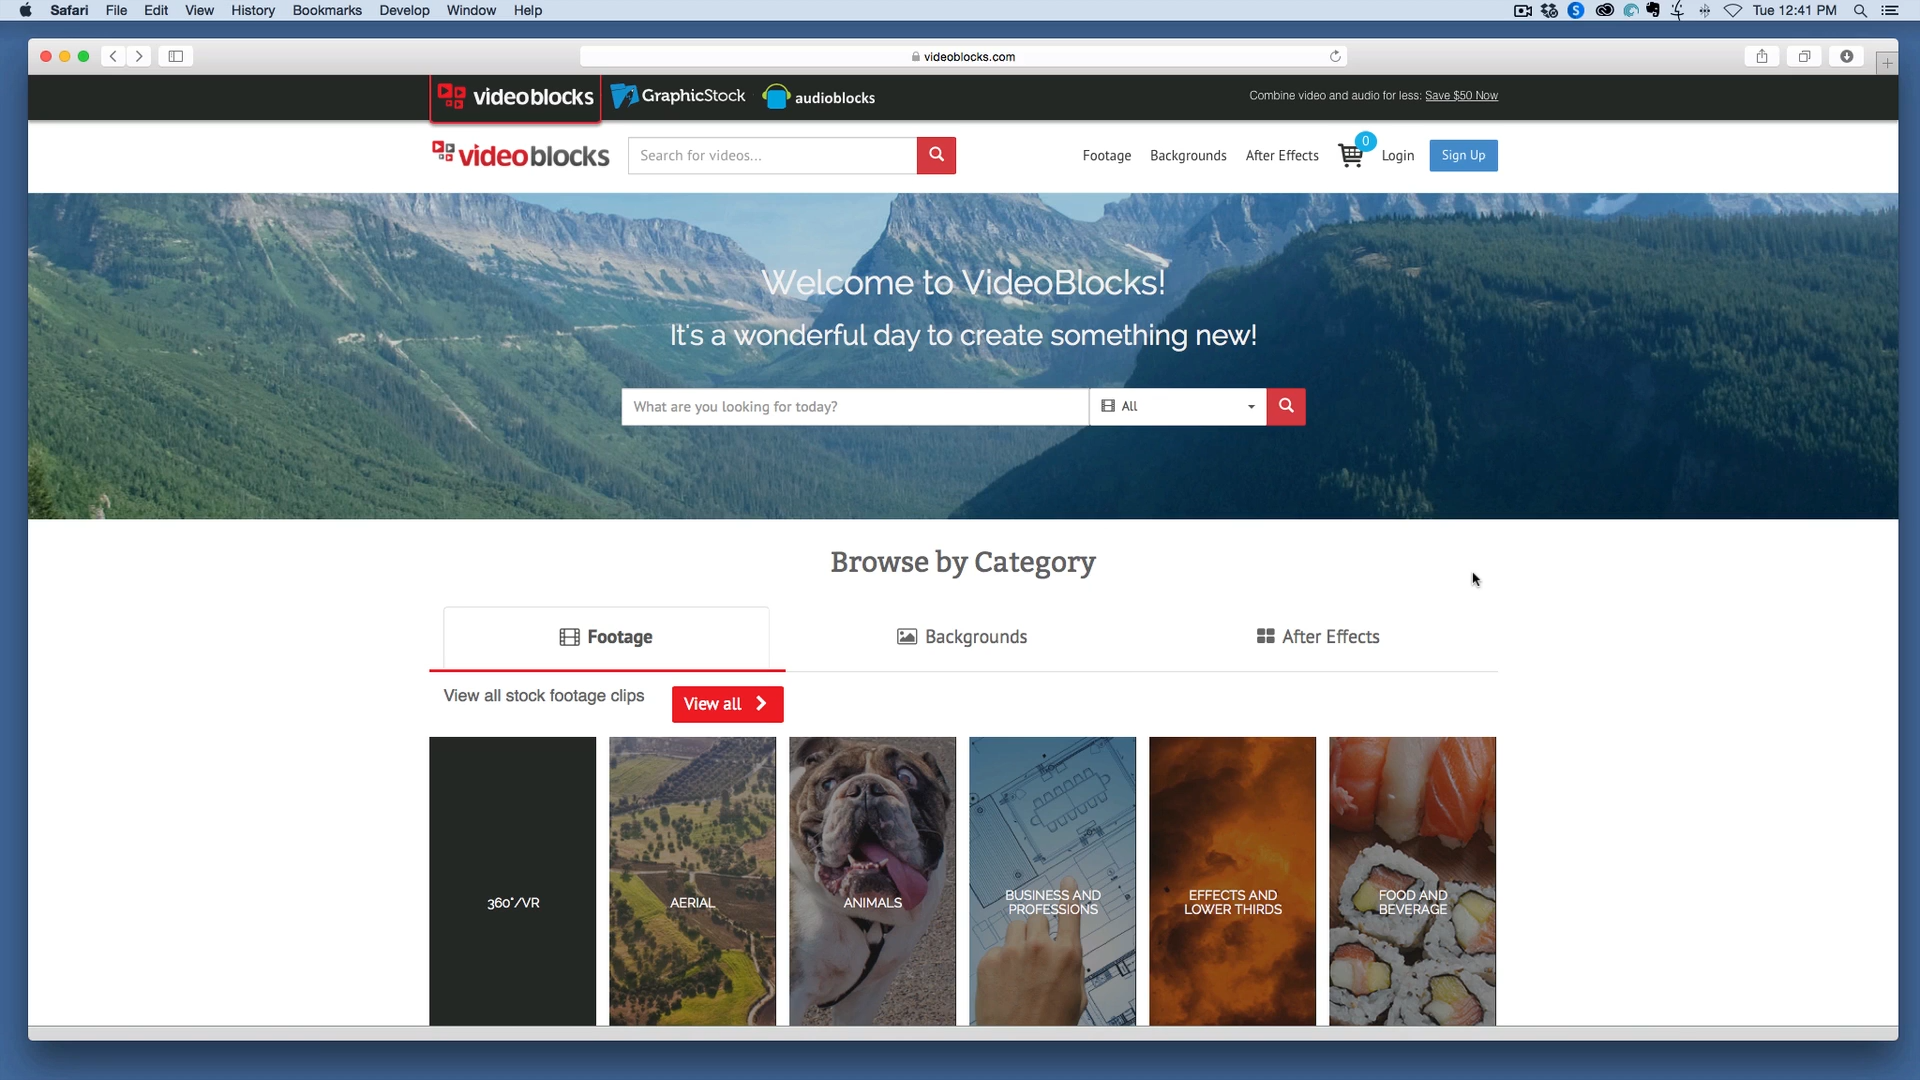 Safari File Edit View History Bookmarks Develop Window Help
Tue 12:41 PM
videoblocks.com
videoblocks GraphicStock audioblocks
Combine video and audio for less: Save $50 Now
videoblocks
Search for videos...
Footage Backgrounds After Effects 0 Login Sign Up
Welcome to VideoBlocks!
It's a wonderful day to create something new!
What are you looking for today?
All
Browse by Category
Footage Backgrounds After Effects
View all stock footage clips
View all
360°/VR
AERIAL
ANIMALS
BUSINESS AND
PROFESSIONS
EFFECTS AND
LOWER THIRDS
FOOD AND
BEVERAGE